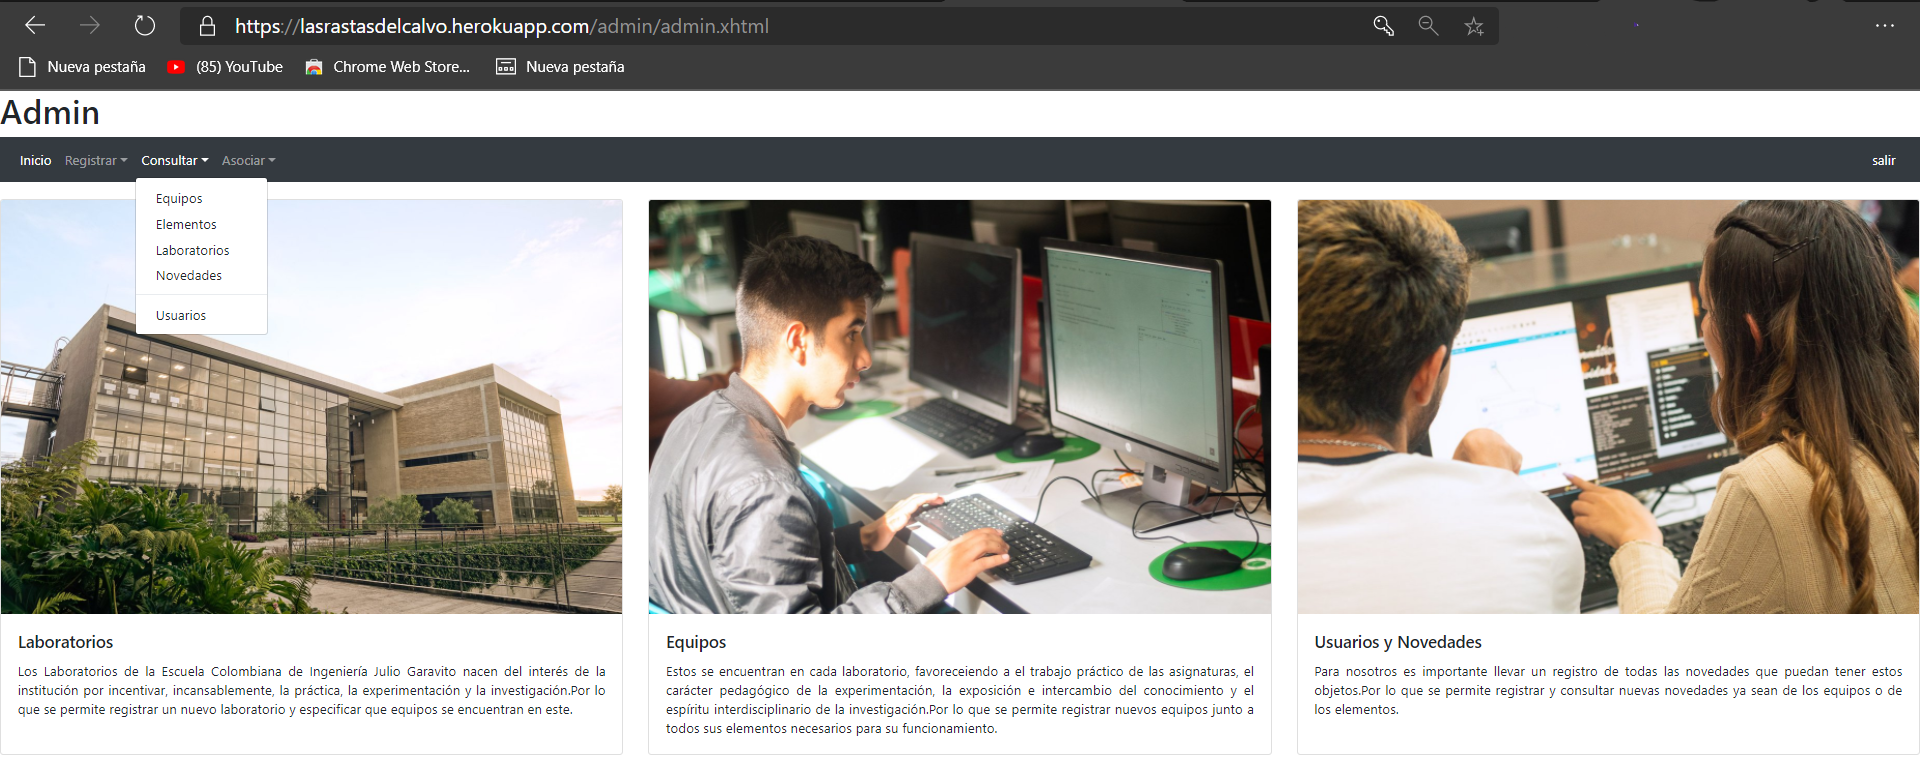 https://lasrastasdelcalvo.herokuapp.com/admin/admin.xhtml
Nueva pestaña (85) YouTube Chrome Web Store... Nueva pestaña
Admin
Inicio Registrar Consultar Asociar salir
Equipos
Elementos
Laboratorios
Novedades
Usuarios
Laboratorios
Los Laboratorios de la Escuela Colombiana de Ingeniería Julio Garavito nacen del interés de la
institución por incentivar, incansablemente, la práctica, la experimentación y la investigación.Por lo
que se permite registrar un nuevo laboratorio y especificar que equipos se encuentran en este.
Equipos
Estos se encuentran en cada laboratorio, favoreceiendo a el trabajo práctico de las asignaturas, el
carácter pedagógico de la experimentación, la exposición e intercambio del conocimiento y el
espíritu interdisciplinario de la investigación.Por lo que se permite registrar nuevos equipos junto a
todos sus elementos necesarios para su funcionamiento.
Usuarios y Novedades
Para nosotros es importante llevar un registro de todas las novedades que puedan tener estos
objetos.Por lo que se permite registrar y consultar nuevas novedades ya sean de los equipos o de
los elementos.